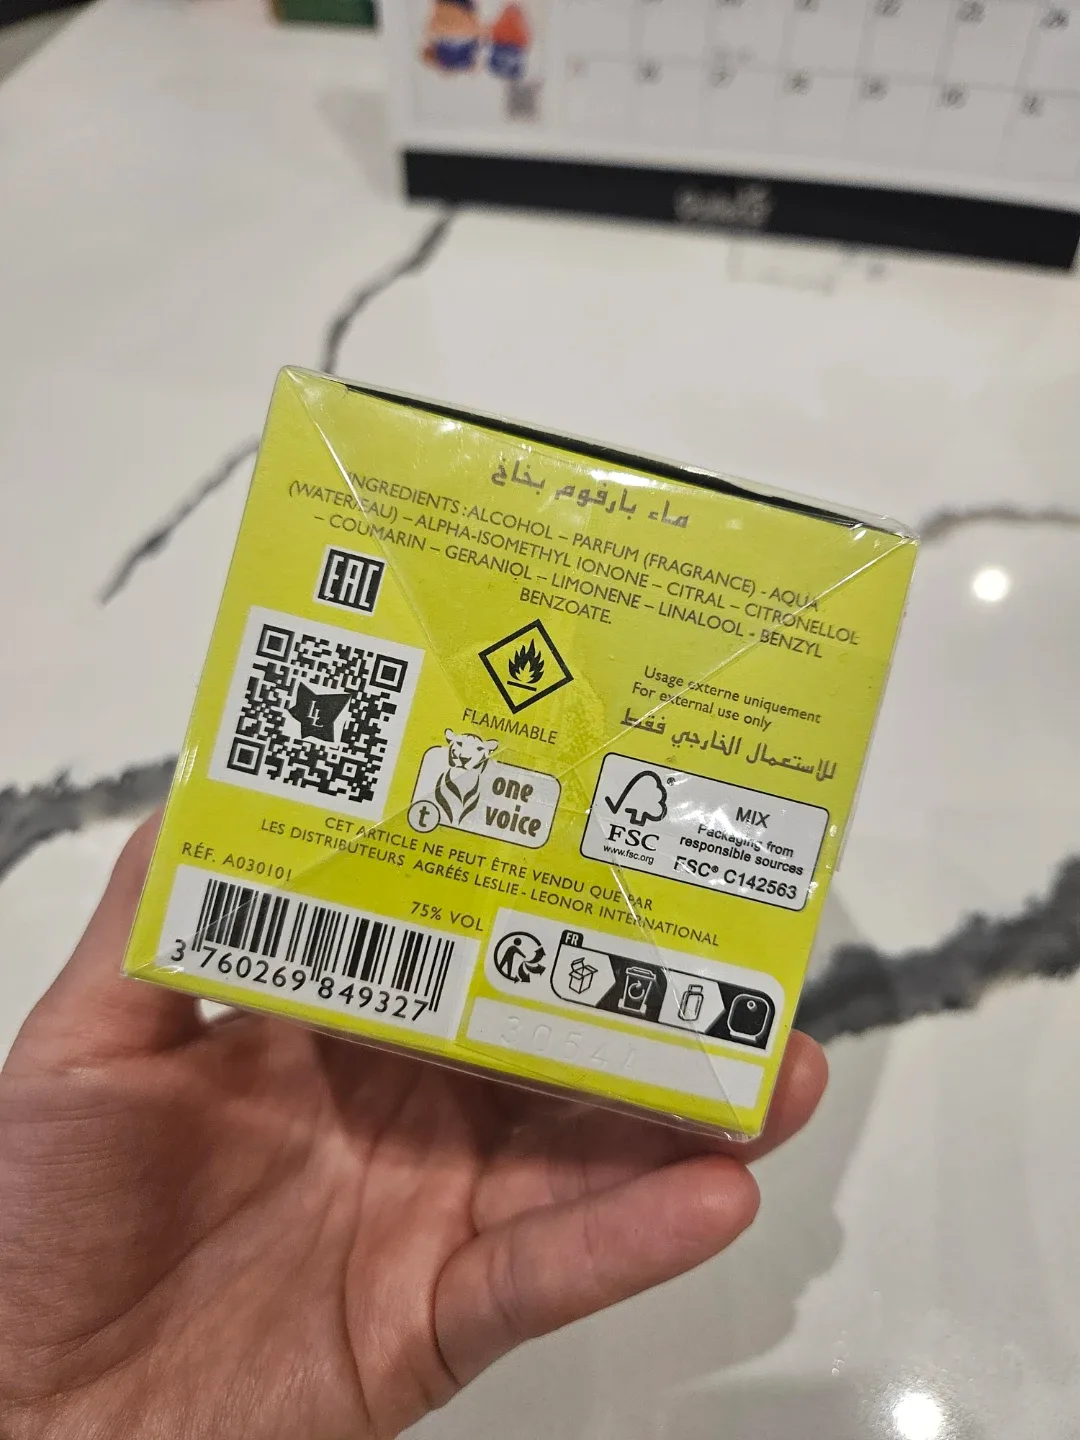 ماء بارفوم بخاخ
INGREDIENTS : ALCOHOL – PARFUM (FRAGRANCE) - AQUA
(WATER/EAU) – ALPHA-ISOMETHYL IONONE – CITRAL – CITRONELLOL
– COUMARIN – GERANIOL – LIMONENE – LINALOOL - BENZYL
BENZOATE.
EAC
LL
FLAMMABLE
Usage externe uniquement
For external use only
للاستعمال الخارجي فقط
t
one
voice
FSC
www.fsc.org
MIX
Packaging from
responsible sources
FSC® C142563
CET ARTICLE NE PEUT ÊTRE VENDU QUE PAR
LES DISTRIBUTEURS AGRÉÉS LESLIE - LEONOR INTERNATIONAL
RÉF. A030101
75% VOL
3 760269 849327
FR